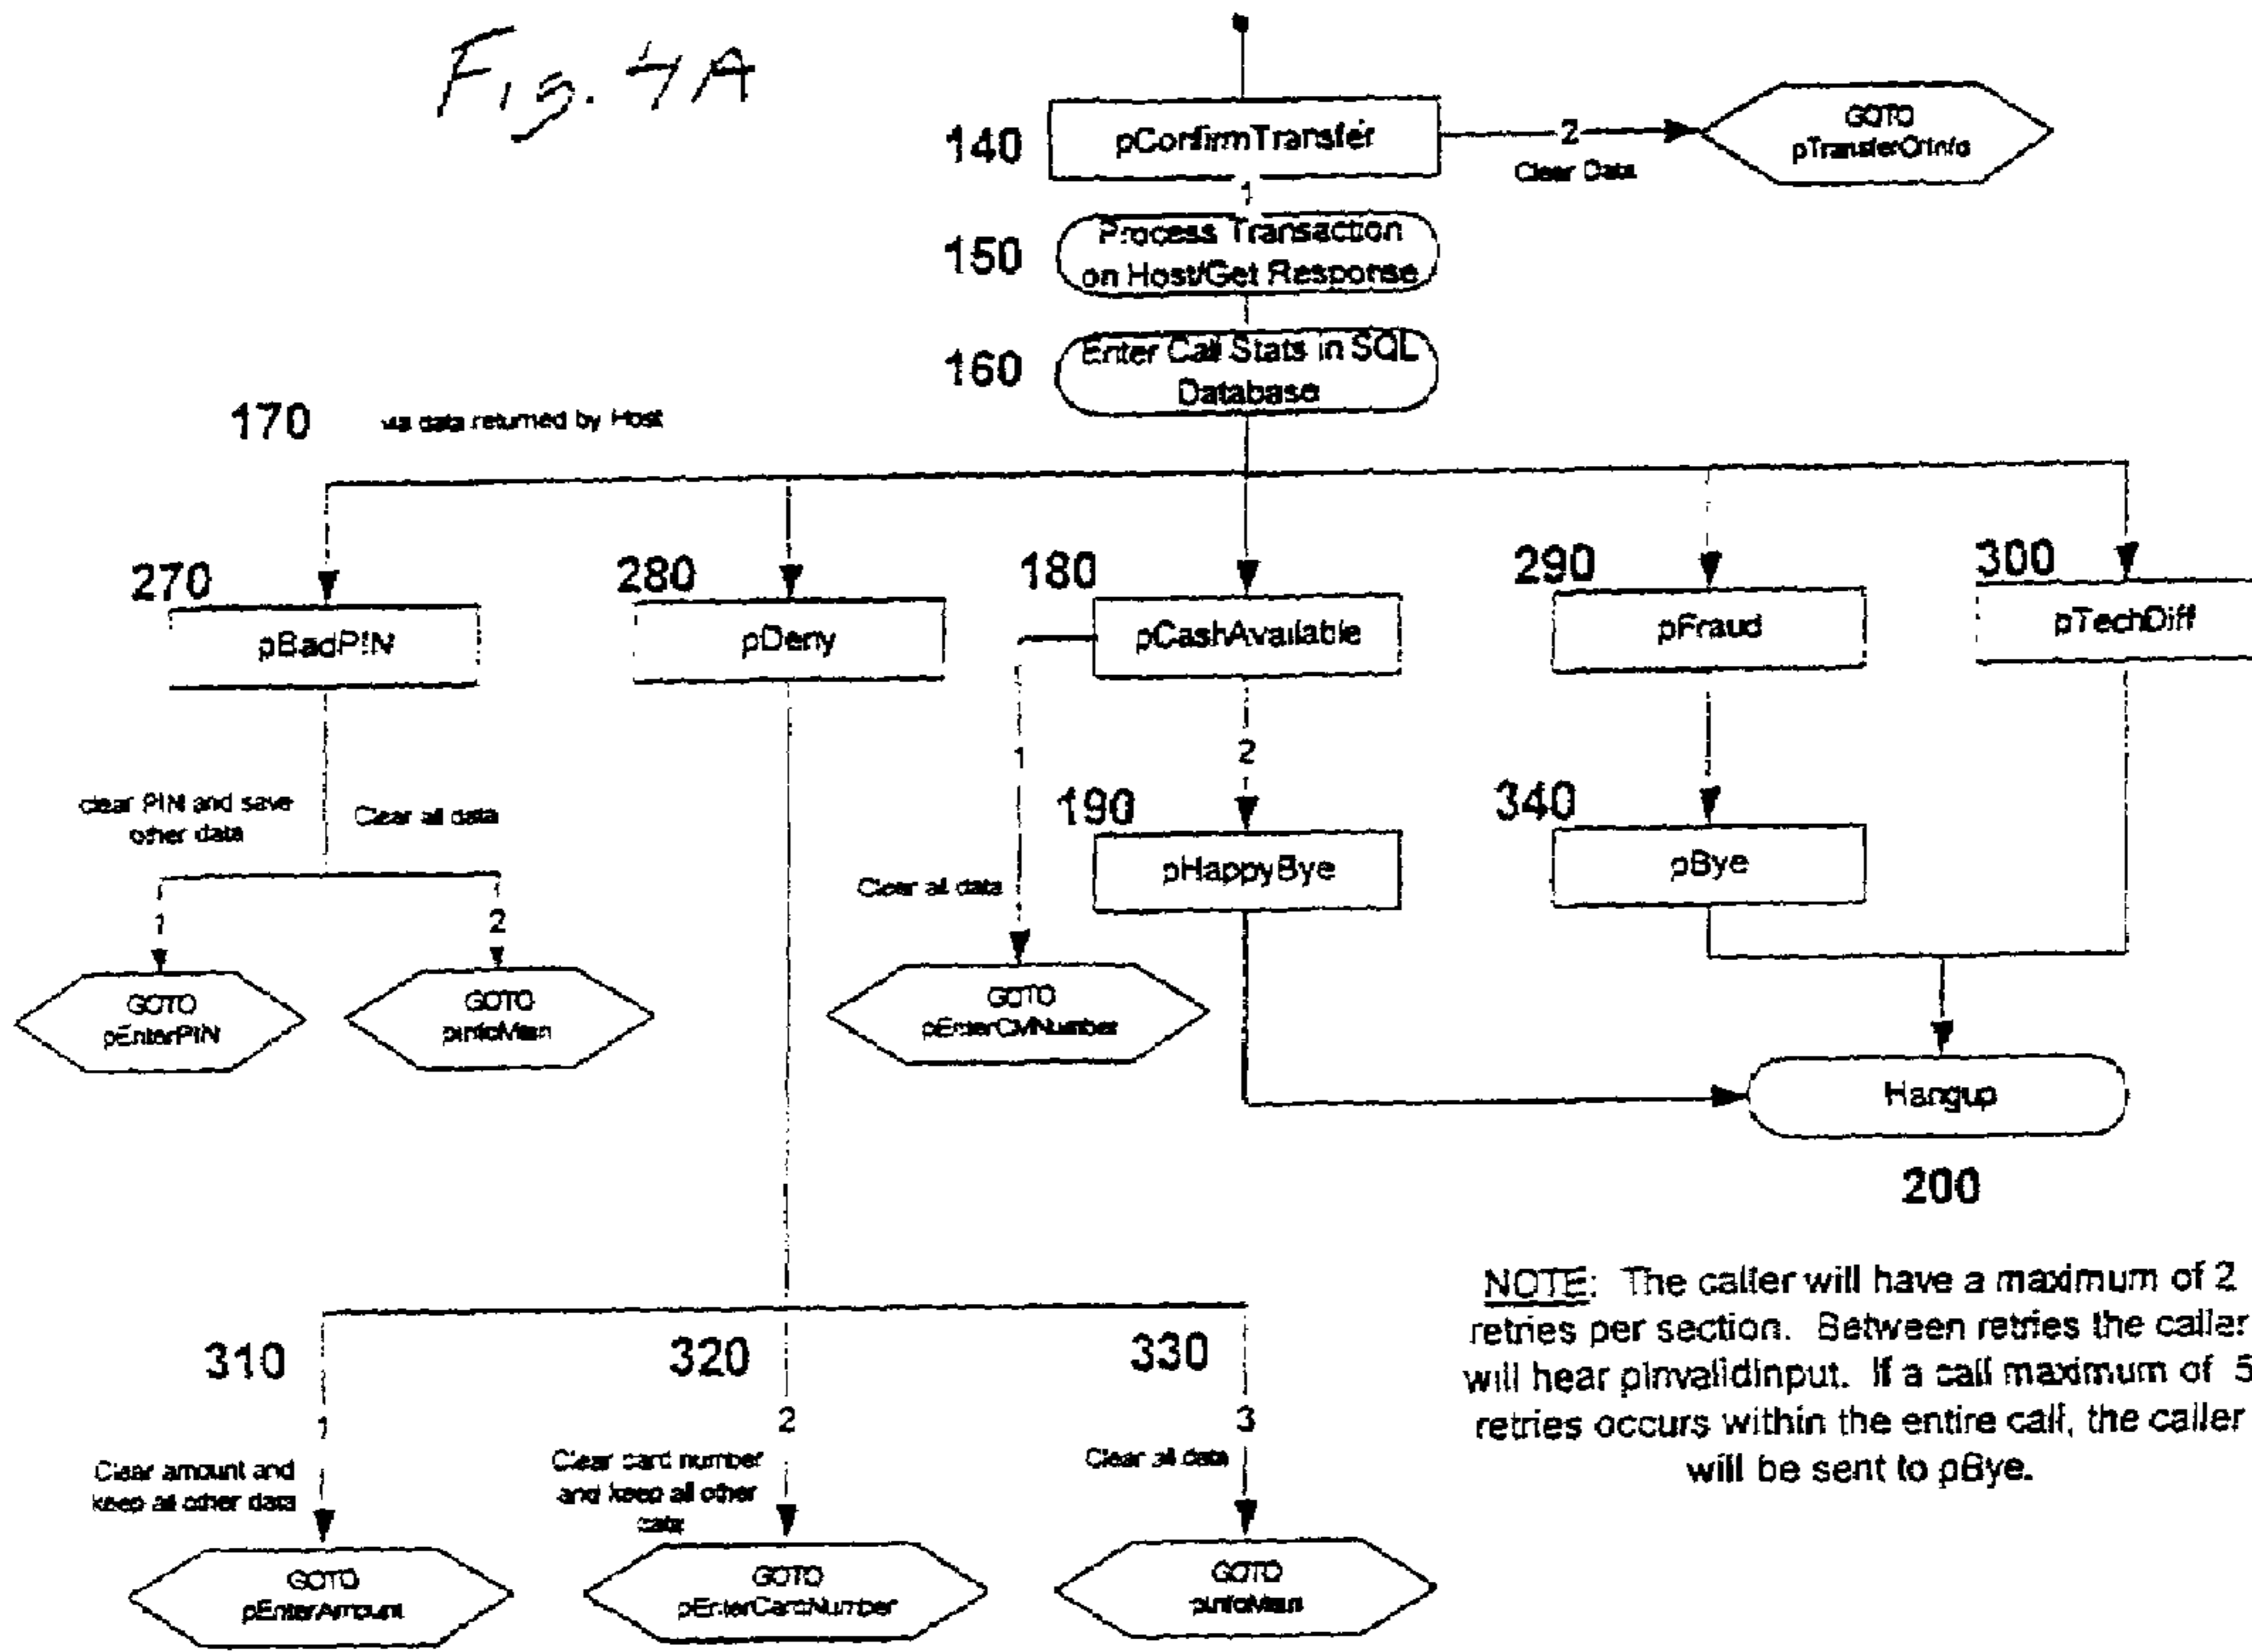 Fig. 4A
140
pConfirmTransfer
2
Clear Data
GOTO
pTransferOrInfo
1
150
Process Transaction
on Host/Get Response
160
Enter Call Stats in SQL
Database
170
via data returned by Host
270
pBadPIN
280
pDeny
180
pCashAvailable
290
pFraud
300
pTechDiff
clear PIN and save
other data
Clear all data
1
2
GOTO
pEnterPIN
GOTO
pInfoMain
1
Clear all data
GOTO
pEnterCMNumber
2
190
pHappyBye
340
pBye
Hangup
200
310
1
Clear amount and
keep all other data
GOTO
pEnterAmount
320
2
Clear card number
and keep all other
data
GOTO
pEnterCardNumber
330
3
Clear all data
GOTO
pInfoMain
NOTE: The caller will have a maximum of 2
retries per section. Between retries the caller
will hear pInvalidInput. If a call maximum of 5
retries occurs within the entire call, the caller
will be sent to pBye.